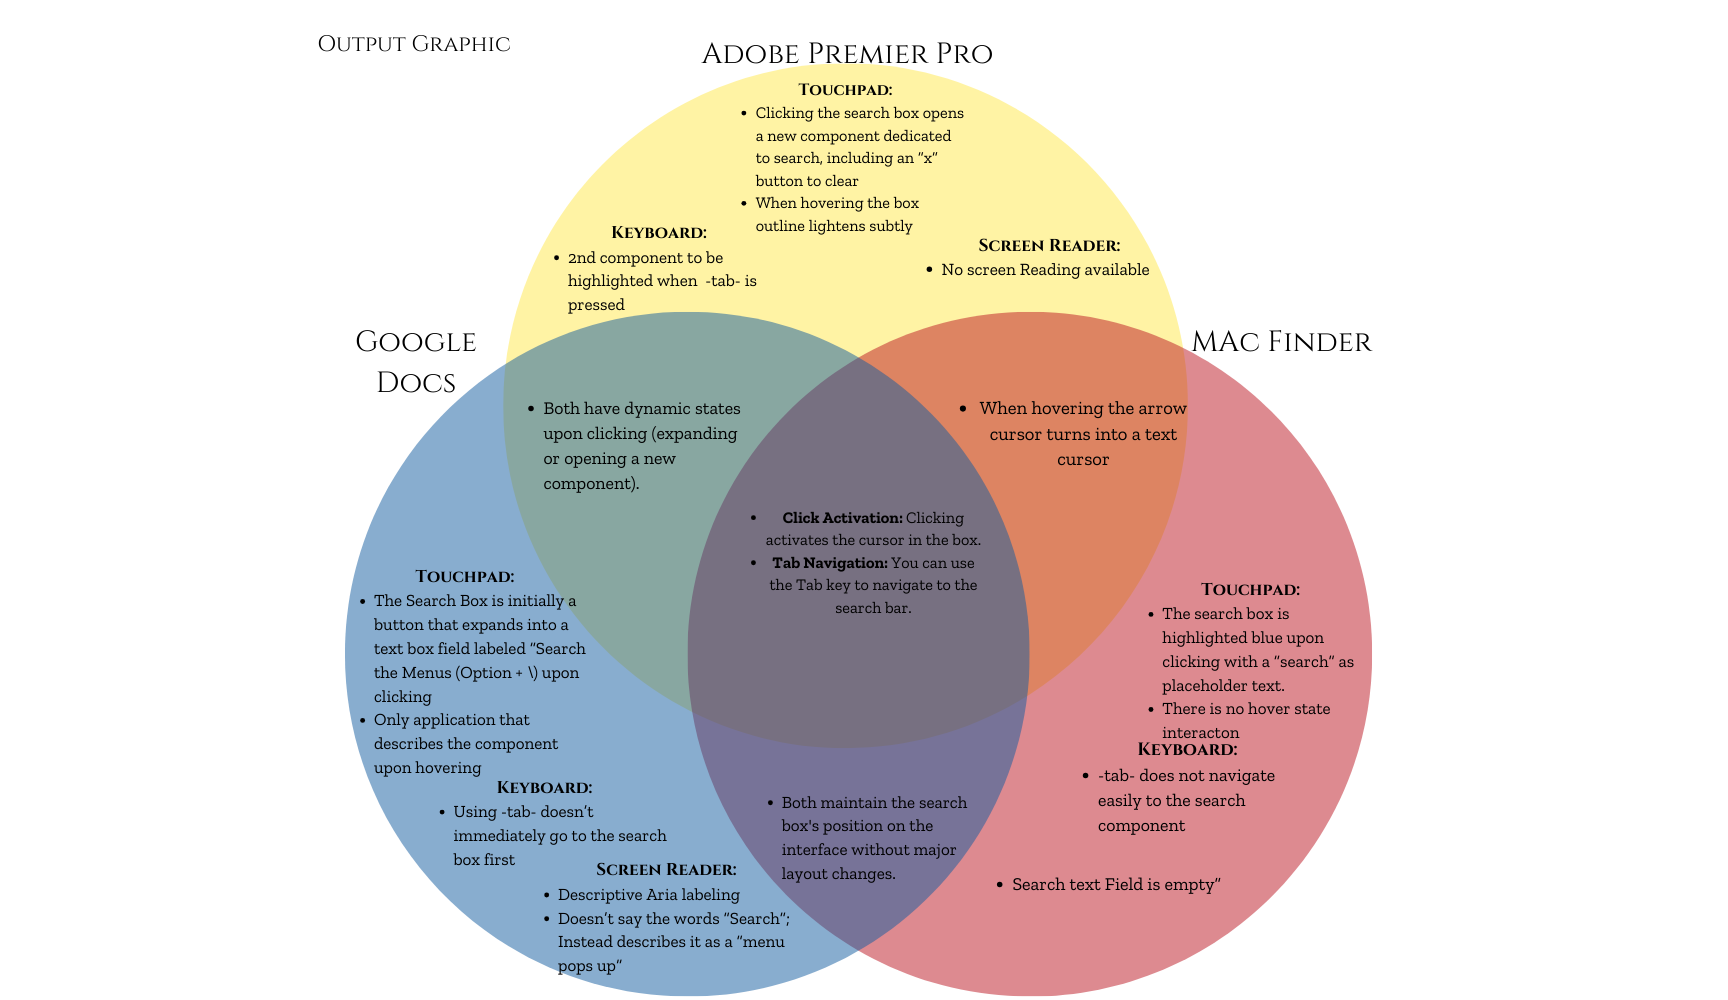 Output Graphic
Adobe Premier Pro
Touchpad:
• Clicking the search box opens
a new component dedicated
to search, including an “x”
button to clear
• When hovering the box
outline lightens subtly
Keyboard:
• 2nd component to be
highlighted when  -tab- is
pressed
Screen Reader:
• No screen Reading available
Google
Docs
MAc Finder
• Both have dynamic states
upon clicking (expanding
or opening a new
component).
• When hovering the arrow
cursor turns into a text
cursor
• Click Activation: Clicking
activates the cursor in the box.
• Tab Navigation: You can use
the Tab key to navigate to the
search bar.
Touchpad:
• The Search Box is initially a
button that expands into a
text box field labeled “Search
the Menus (Option + \) upon
clicking
• Only application that
describes the component
upon hovering
Keyboard:
• Using -tab- doesn’t
immediately go to the search
box first
Screen Reader:
• Descriptive Aria labeling
• Doesn’t say the words “Search”;
Instead describes it as a “menu
pops up”
• Both maintain the search
box's position on the
interface without major
layout changes.
Touchpad:
• The search box is
highlighted blue upon
clicking with a “search” as
placeholder text.
• There is no hover state
interacton
Keyboard:
• -tab- does not navigate
easily to the search
component
• Search text Field is empty”